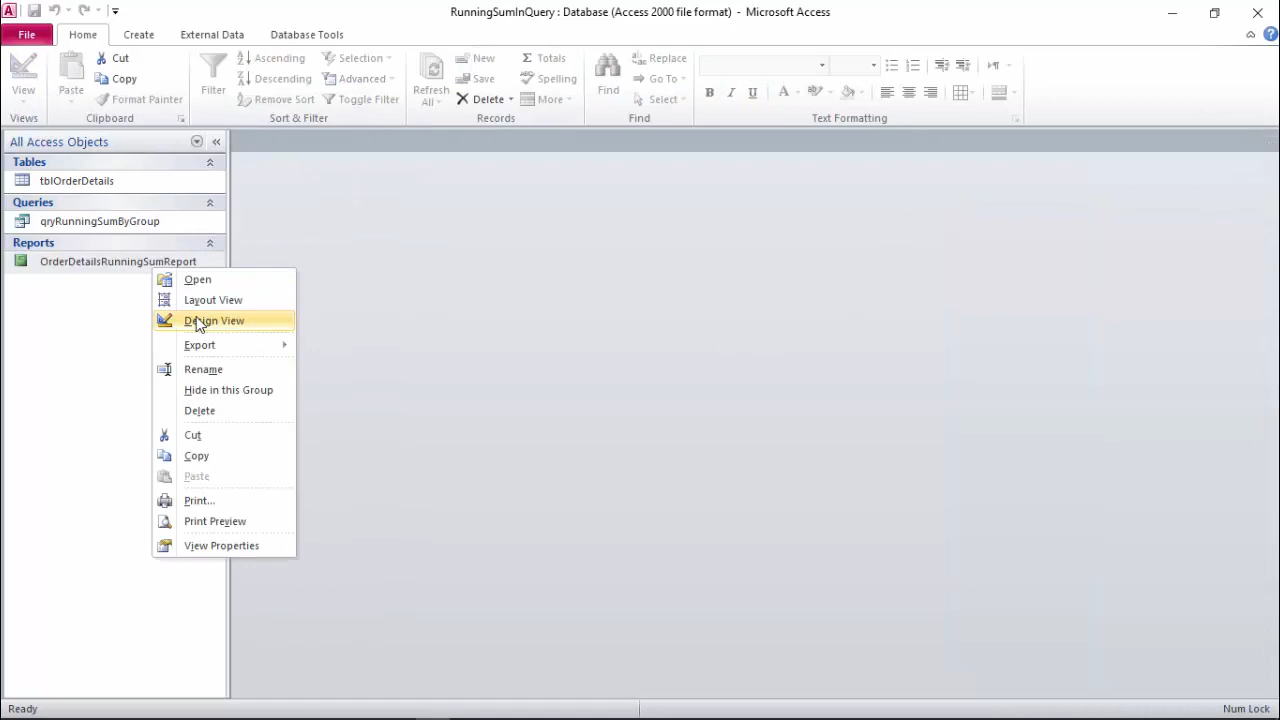 RunningSumInQuery : Database (Access 2000 file format) - Microsoft Access
File Home Create External Data Database Tools
View
Views
Paste
Cut
Copy
Format Painter
Clipboard
Filter
Ascending
Descending
Remove Sort
Selection
Advanced
Toggle Filter
Sort & Filter
Refresh
All
New
Save
Delete
Totals
Spelling
More
Records
Find
Replace
Go To
Select
Find
B I U A
Text Formatting
All Access Objects
Tables
tblOrderDetails
Queries
qryRunningSumByGroup
Reports
OrderDetailsRunningSumReport
Open
Layout View
Design View
Export
Rename
Hide in this Group
Delete
Cut
Copy
Paste
Print...
Print Preview
View Properties
Ready
Num Lock